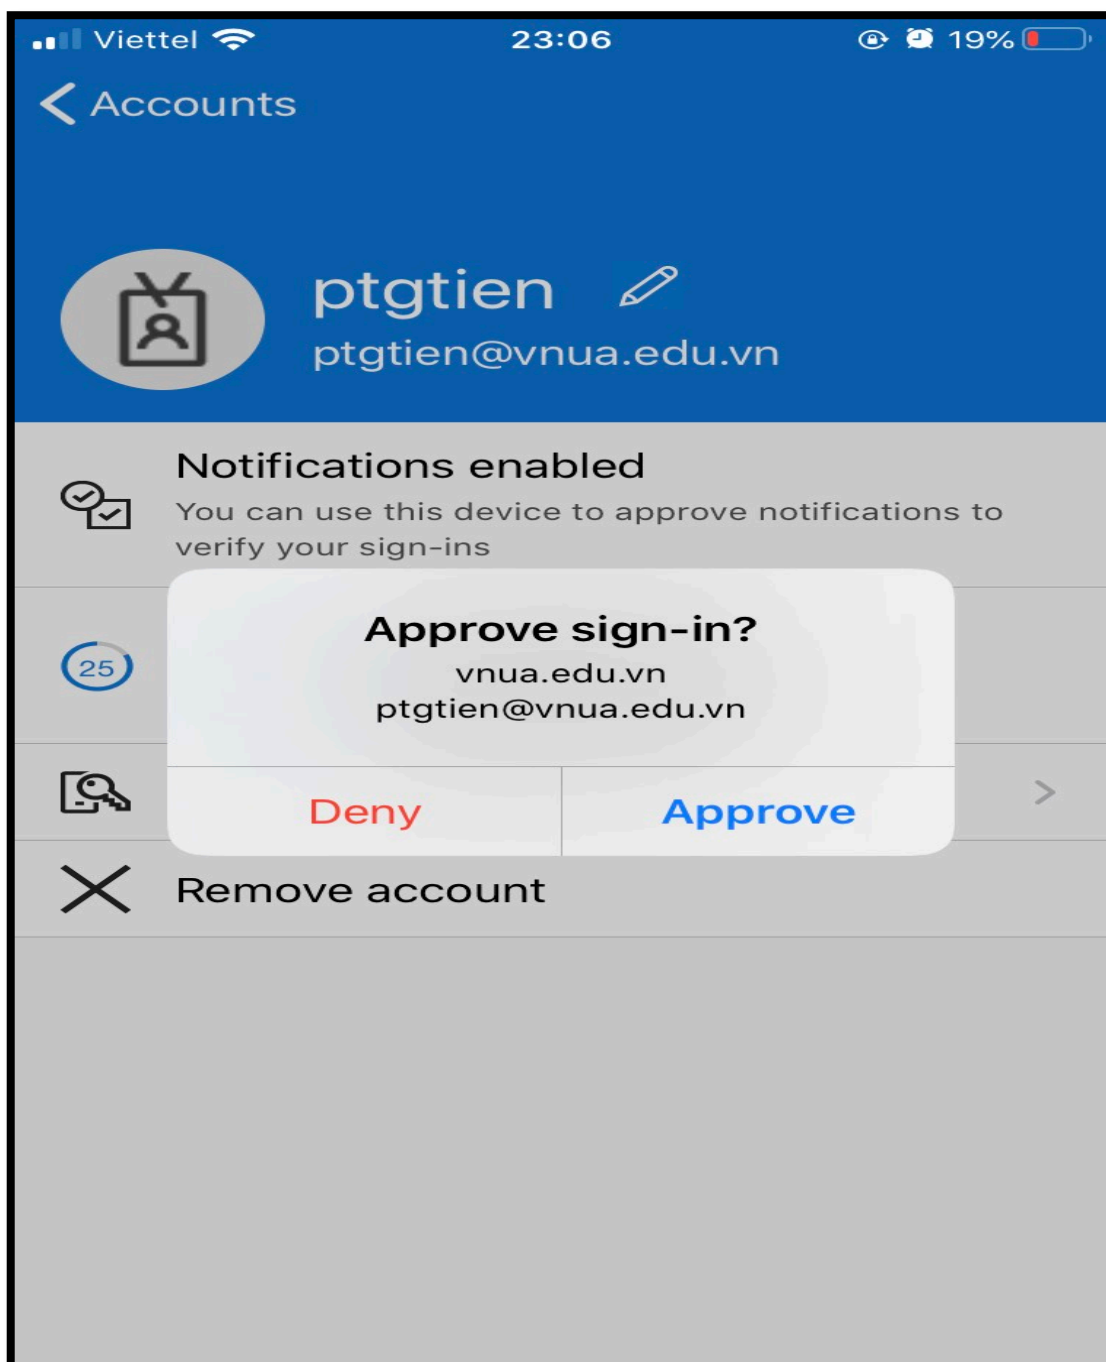 Viettel 23:06 19%
Accounts
ptgtien
ptgtien@vnua.edu.vn
Notifications enabled
You can use this device to approve notifications to
verify your sign-ins
Approve sign-in?
vnua.edu.vn
25
ptgtien@vnua.edu.vn
Deny Approve
Remove account